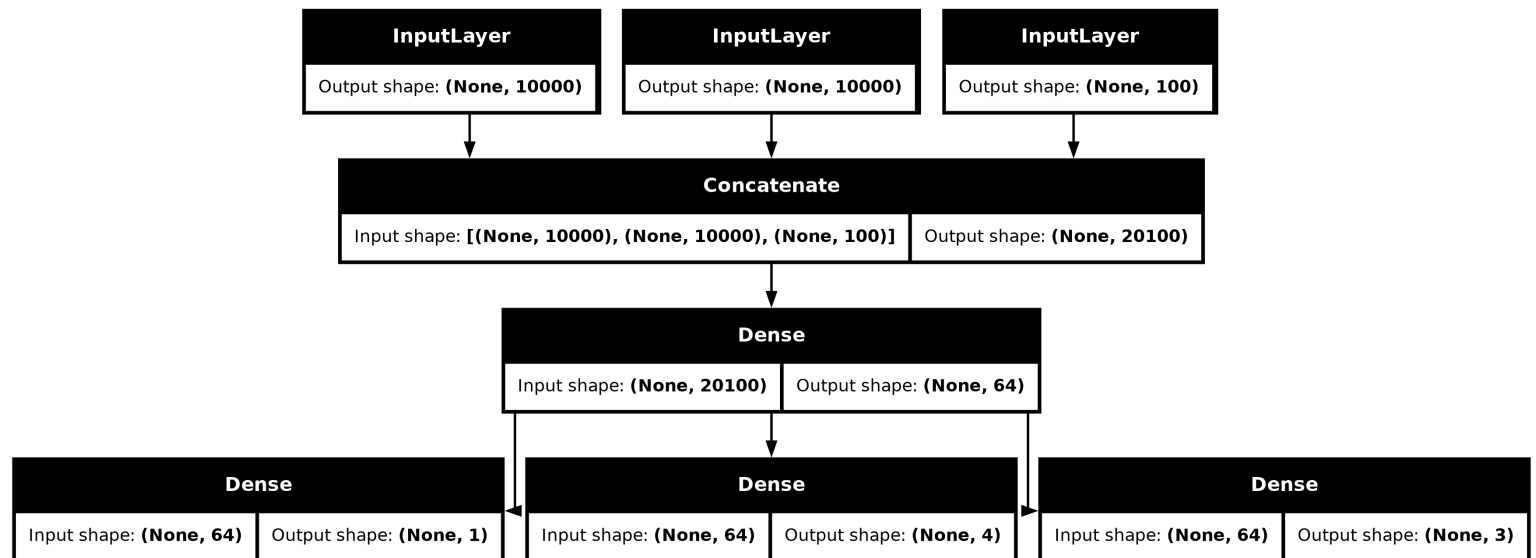 InputLayer InputLayer InputLayer
Output shape: (None, 10000) Output shape: (None, 10000) Output shape: (None, 100)
Concatenate
Input shape: [(None, 10000), (None, 10000), (None, 100)] Output shape: (None, 20100)
Dense
Input shape: (None, 20100) Output shape: (None, 64)
Dense Dense Dense
Input shape: (None, 64) Output shape: (None, 1) Input shape: (None, 64) Output shape: (None, 4) Input shape: (None, 64) Output shape: (None, 3)